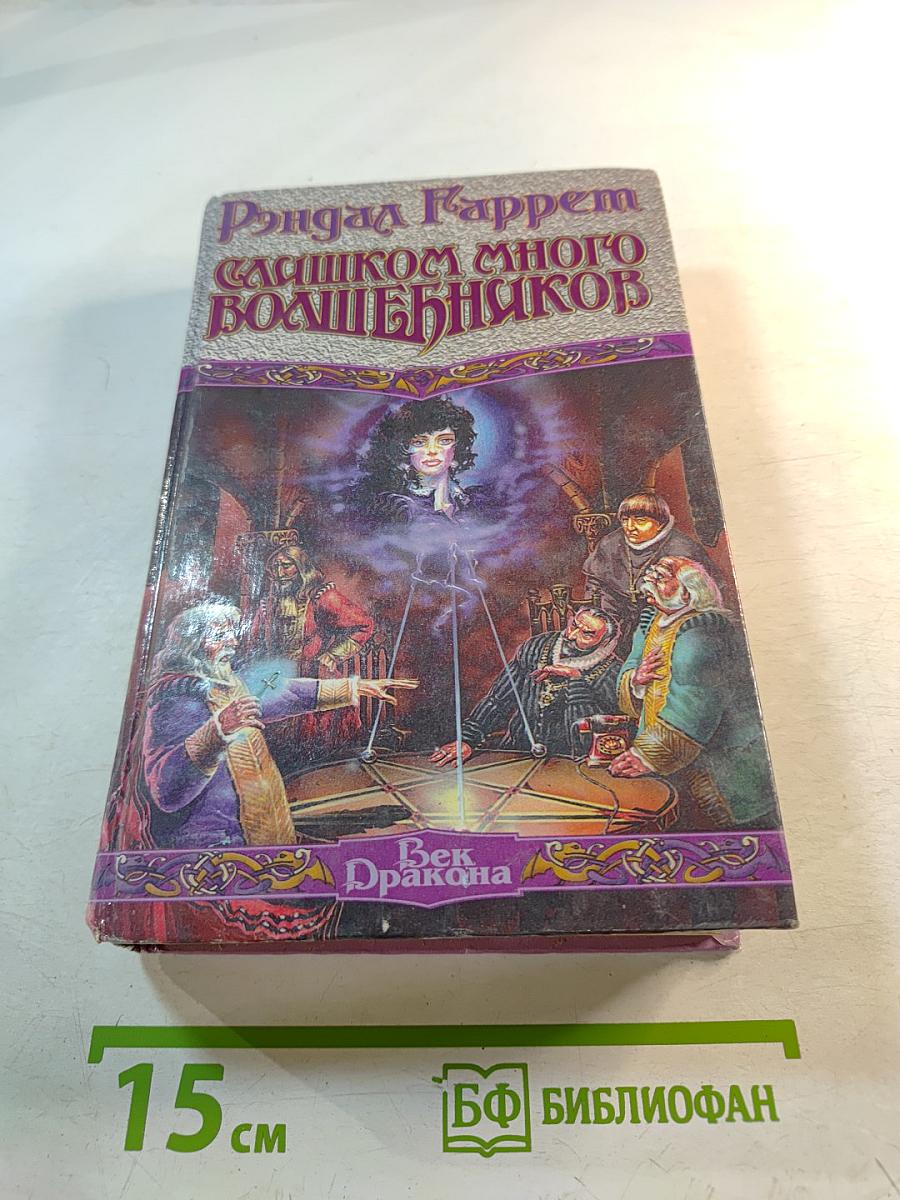 Рэндал Гаррет
СЛИШКОМ МНОГО
ВОЛШЕБНИКОВ
Век
Дракона
15 см
БФ БИБЛИОФАН